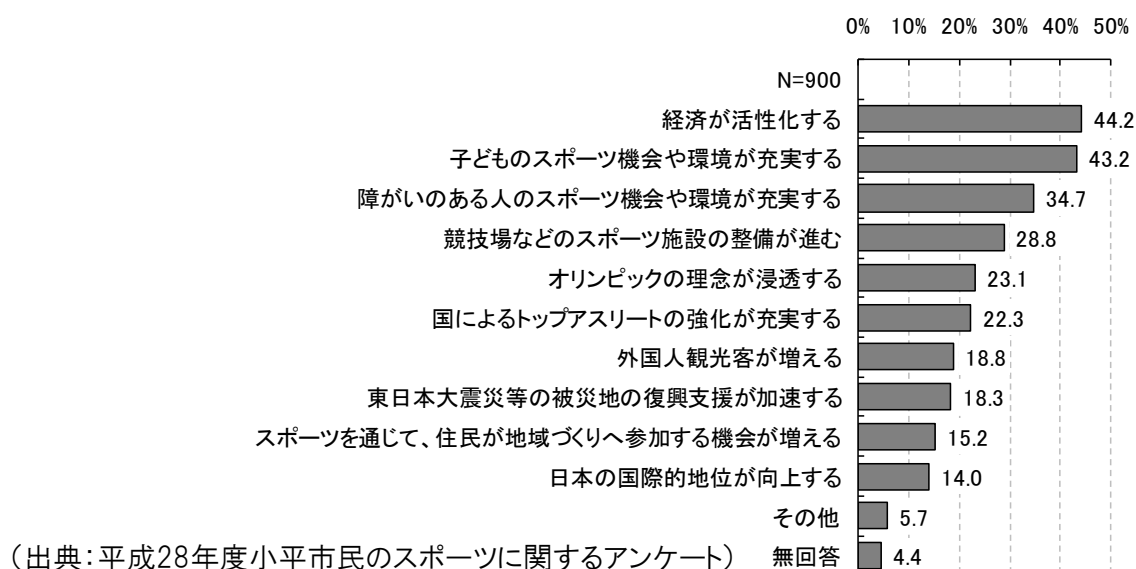 0% 10% 20% 30% 40% 50%
N=900
経済が活性化する 44.2
子どものスポーツ機会や環境が充実する 43.2
障がいのある人のスポーツ機会や環境が充実する 34.7
競技場などのスポーツ施設の整備が進む 28.8
オリンピックの理念が浸透する 23.1
国によるトップアスリートの強化が充実する 22.3
外国人観光客が増える 18.8
東日本大震災等の被災地の復興支援が加速する 18.3
スポーツを通じて、住民が地域づくりへ参加する機会が増える 15.2
日本の国際的地位が向上する 14.0
その他 5.7
無回答 4.4
（出典：平成28年度小平市民のスポーツに関するアンケート）